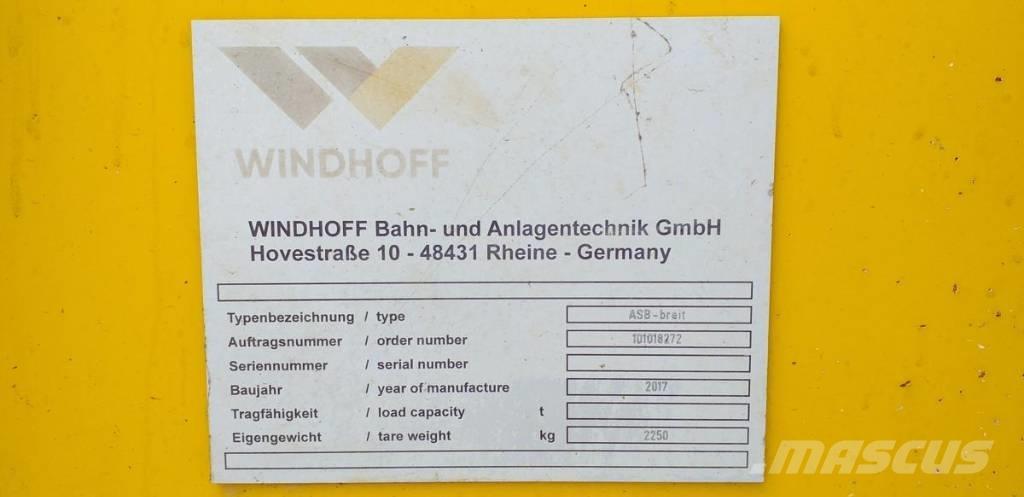 WINDHOFF
WINDHOFF Bahn- und Anlagentechnik GmbH
Hovestraße 10 - 48431 Rheine - Germany
Typenbezeichnung / type ASB-breit
Auftragsnummer / order number 101018272
Seriennummer / serial number
Baujahr / year of manufacture 2017
Tragfähigkeit / load capacity t
Eigengewicht / tare weight kg 2250
.MASCUS